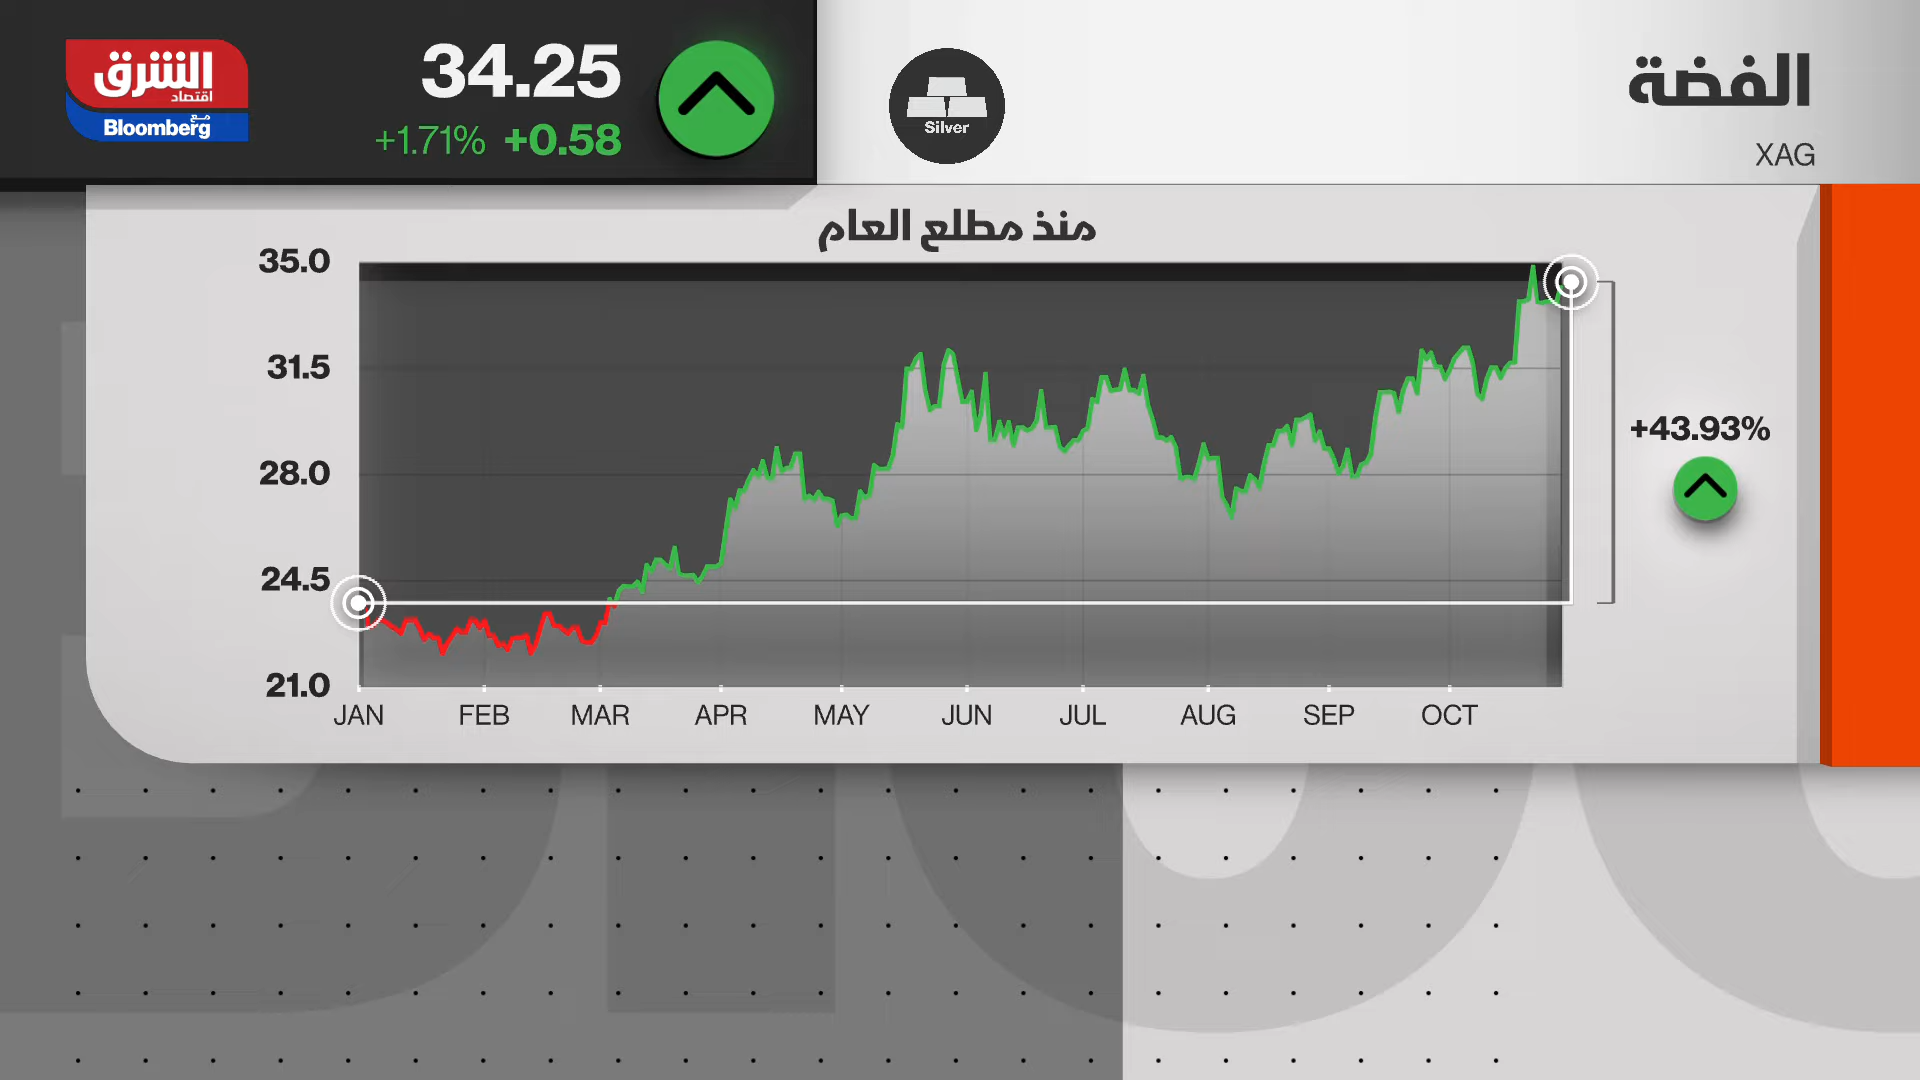 الشرق
اقتصاد
مع
Bloomberg
34.25
+1.71% +0.58
Silver
الفضة
XAG
منذ مطلع العام
35.0
31.5
28.0
24.5
21.0
JAN FEB MAR APR MAY JUN JUL AUG SEP OCT
+43.93%